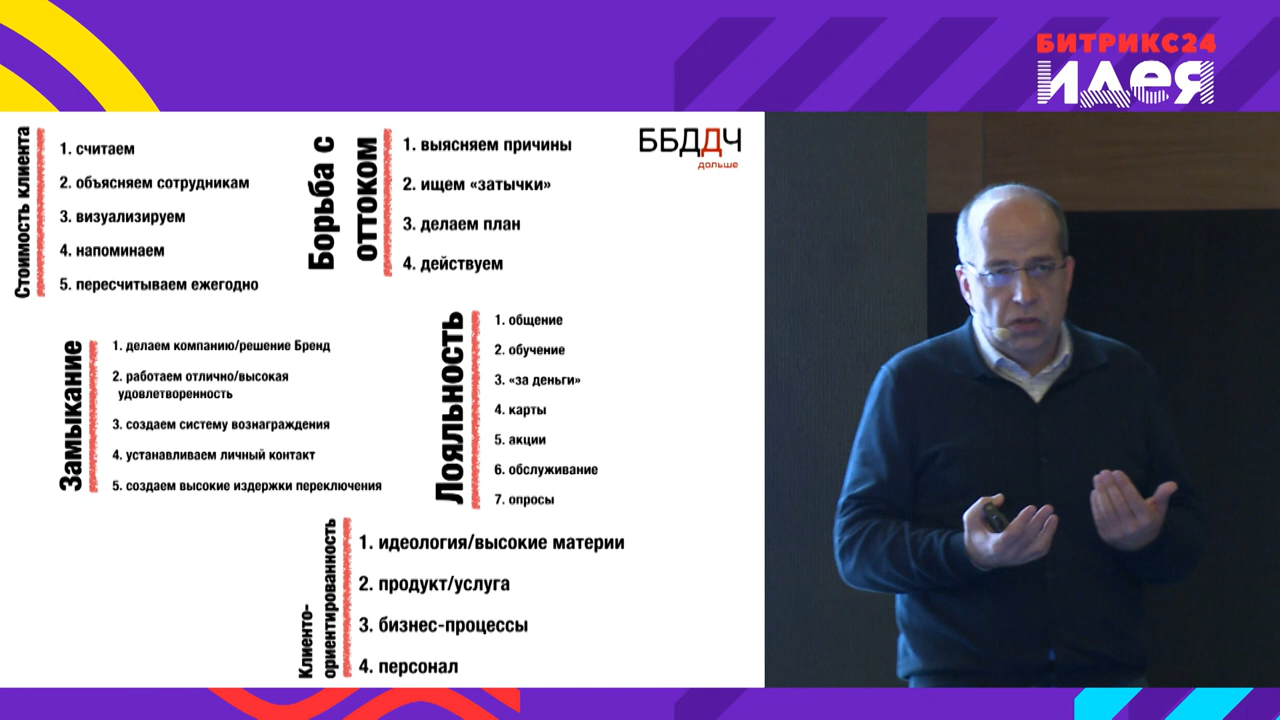 БИТРИКС24
идея
Стоимость клиента
1. считаем
2. объясняем сотрудникам
3. визуализируем
4. напоминаем
5. пересчитываем ежегодно
Борьба с
оттоком
1. выясняем причины
2. ищем «затычки»
3. делаем план
4. действуем
ББДДЧ
дольше
Замыкание
1. делаем компанию/решение Бренд
2. работаем отлично/высокая
удовлетворенность
3. создаем систему вознаграждения
4. устанавливаем личный контакт
5. создаем высокие издержки переключения
Лояльность
1. общение
2. обучение
3. «за деньги»
4. карты
5. акции
6. обслуживание
7. опросы
Клиенто-
ориентированность
1. идеология/высокие материи
2. продукт/услуга
3. бизнес-процессы
4. персонал